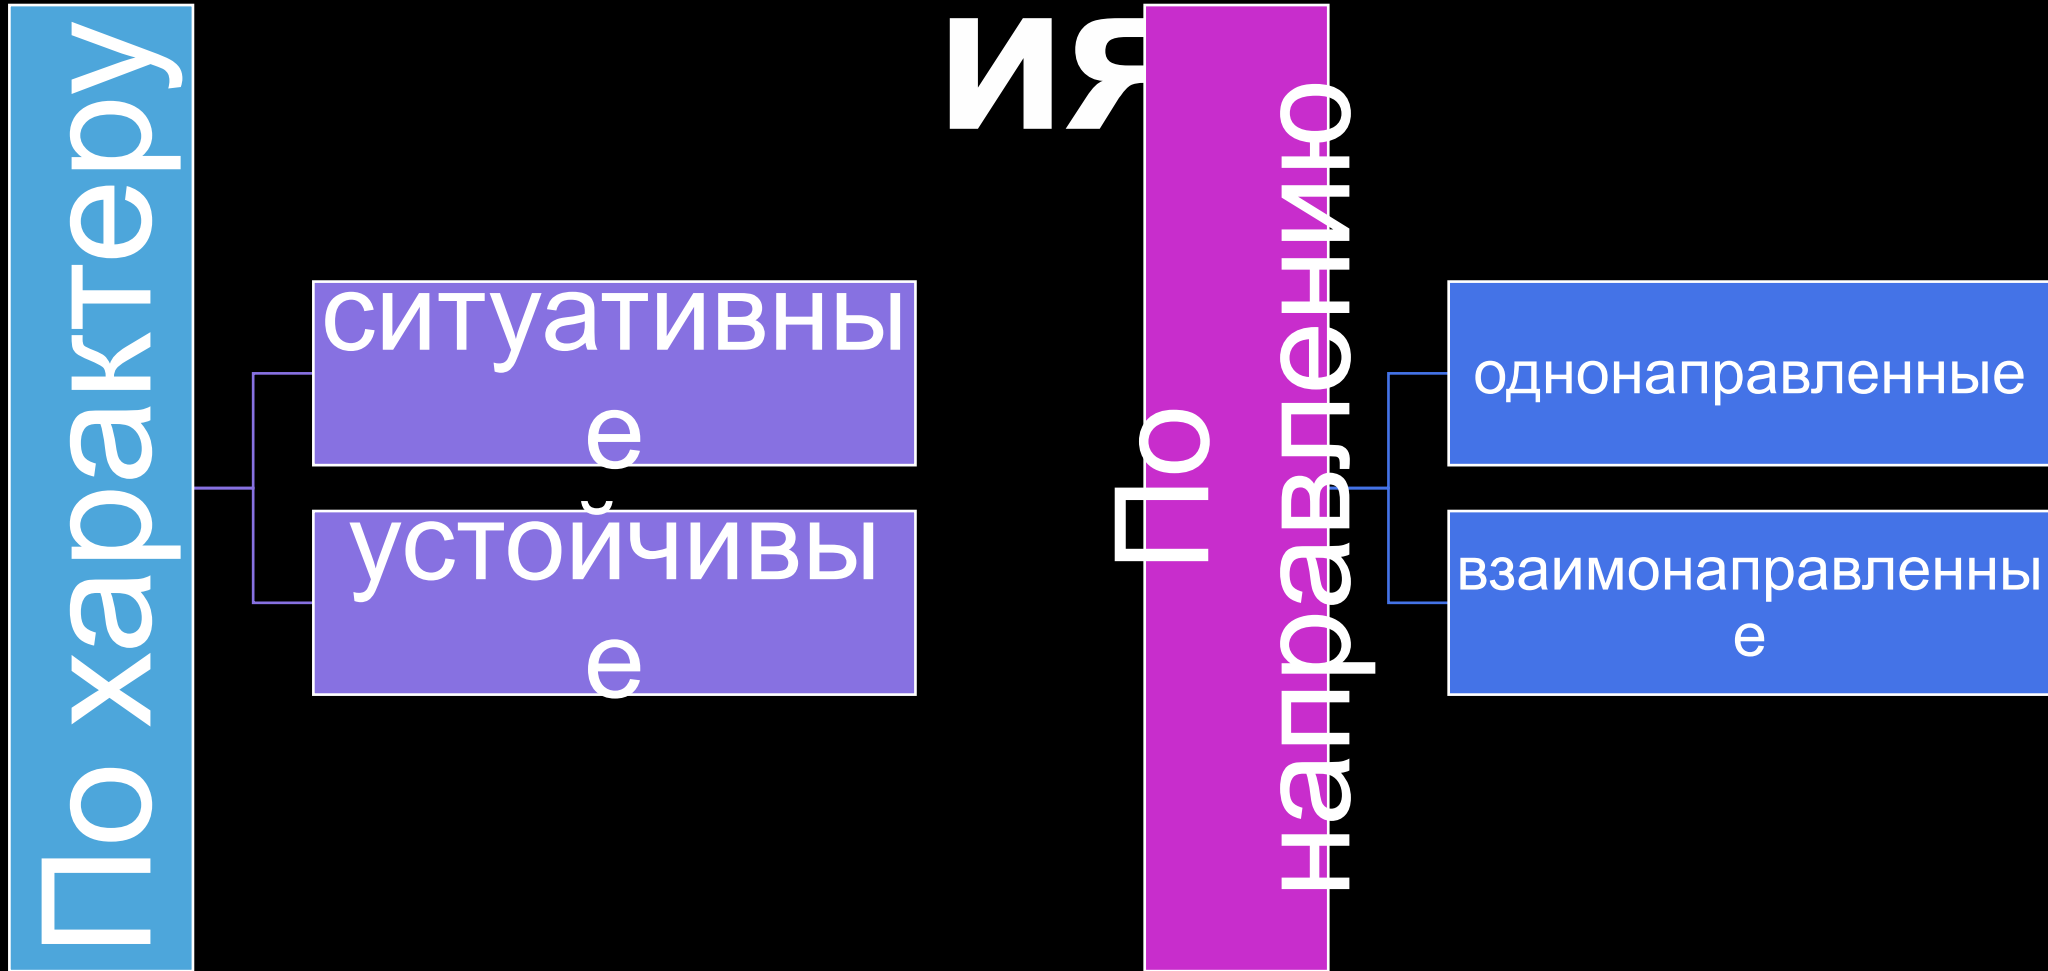 ия
По характеру
ситуативны
е
устойчивы
е
По
направлению
однонаправленные
взаимонаправленны
е